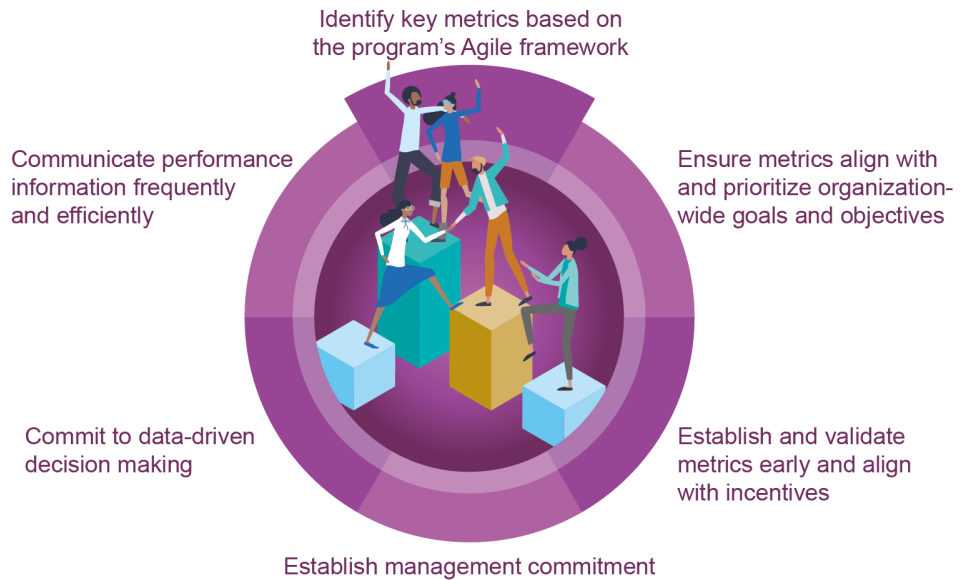 Identify key metrics based on
the program’s Agile framework
Ensure metrics align with
and prioritize organization-
wide goals and objectives
Establish and validate
metrics early and align
with incentives
Establish management commitment
Commit to data-driven
decision making
Communicate performance
information frequently
and efficiently